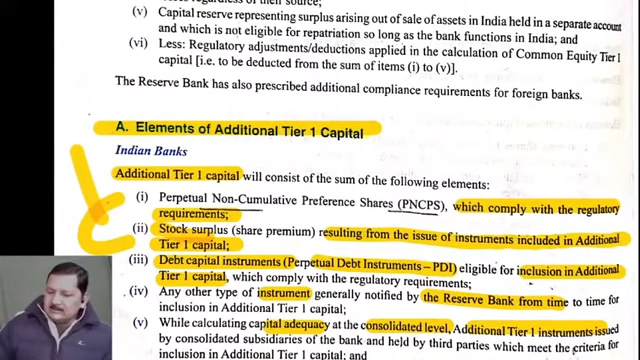 (v) Capital reserve representing surplus arising out of sale of assets in India held in a separate account
and which is not eligible for repatriation so long as the bank functions in India; and
(vi) Less: Regulatory adjustments/deductions applied in the calculation of Common Equity Tier 1
capital [i.e. to be deducted from the sum of items (i) to (v)].
The Reserve Bank has also prescribed additional compliance requirements for foreign banks.
A. Elements of Additional Tier 1 Capital
Indian Banks
Additional Tier 1 capital will consist of the sum of the following elements:
(i) Perpetual Non-Cumulative Preference Shares (PNCPS), which comply with the regulatory
requirements;
(ii) Stock surplus (share premium) resulting from the issue of instruments included in Additional
Tier 1 capital;
(iii) Debt capital instruments (Perpetual Debt Instruments – PDI) eligible for inclusion in Additional
Tier 1 capital, which comply with the regulatory requirements;
(iv) Any other type of instrument generally notified by the Reserve Bank from time to time for
inclusion in Additional Tier 1 capital;
(v) While calculating capital adequacy at the consolidated level, Additional Tier 1 instruments issued
by consolidated subsidiaries of the bank and held by third parties which meet the criteria for
inclusion in Additional Tier 1 capital; and